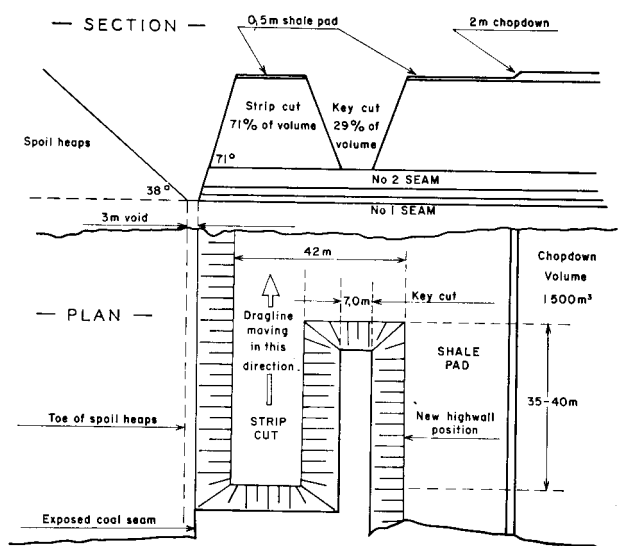 — SECTION —
0,5m shale pad
2m chopdown
Strip cut
71% of volume
Key cut
29% of
volume
Spoil heaps
71°
38°
No 2 SEAM
No 1 SEAM
3m void
42m
Chopdown
Volume
1500m³
7,0m
Key cut
— PLAN —
Dragline
moving
in this
direction
SHALE
PAD
35-40m
STRIP
CUT
Toe of spoil heaps
New highwall
position
Exposed coal seam